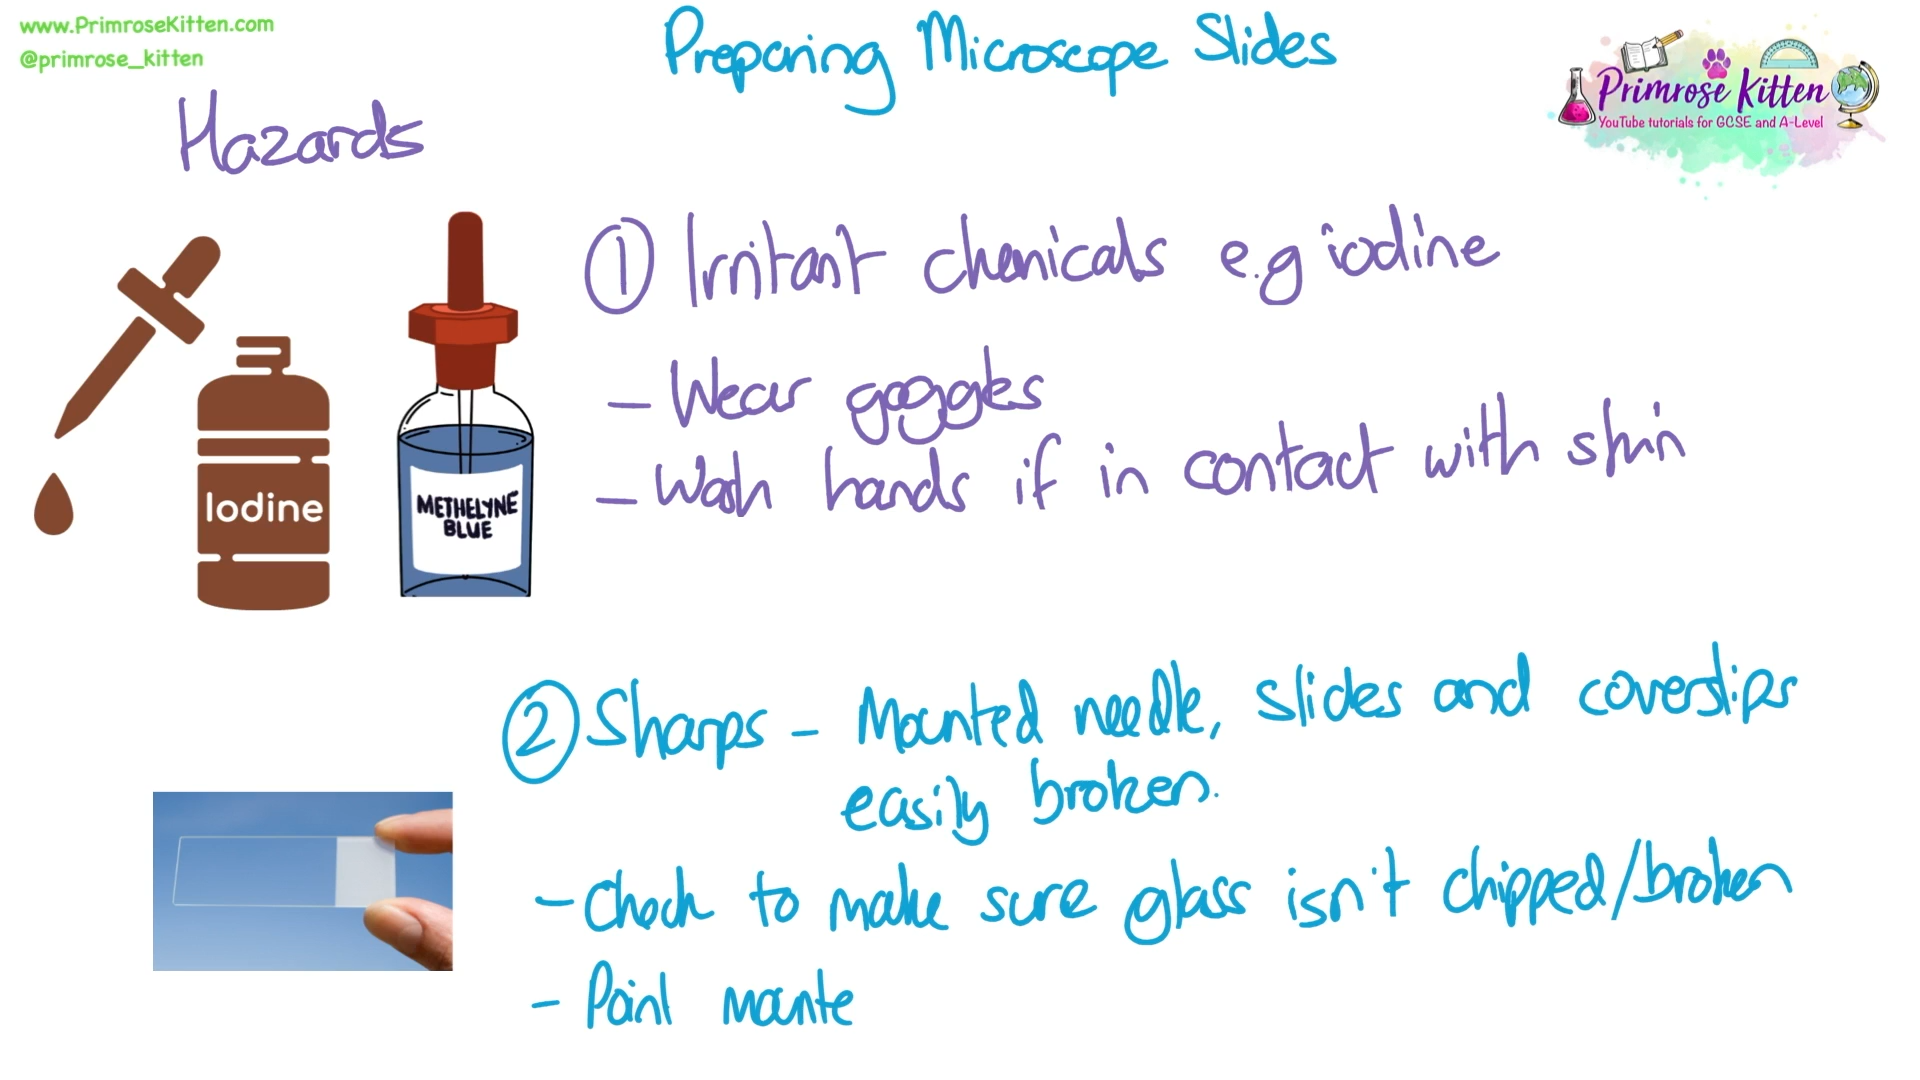 www.PrimroseKitten.com
@primrose_kitten
Preparing Microscope Slides
Primrose Kitten
YouTube tutorials for GCSE and A-Level
Hazards
1 Irritant chemicals e.g iodine
- Wear goggles
- Wash hands if in contact with skin
Iodine
METHELYNE
BLUE
2 Sharps - Mounted needle, slides and coverslips
easily broken.
- Check to make sure glass isn't chipped/broken
- Point mounte